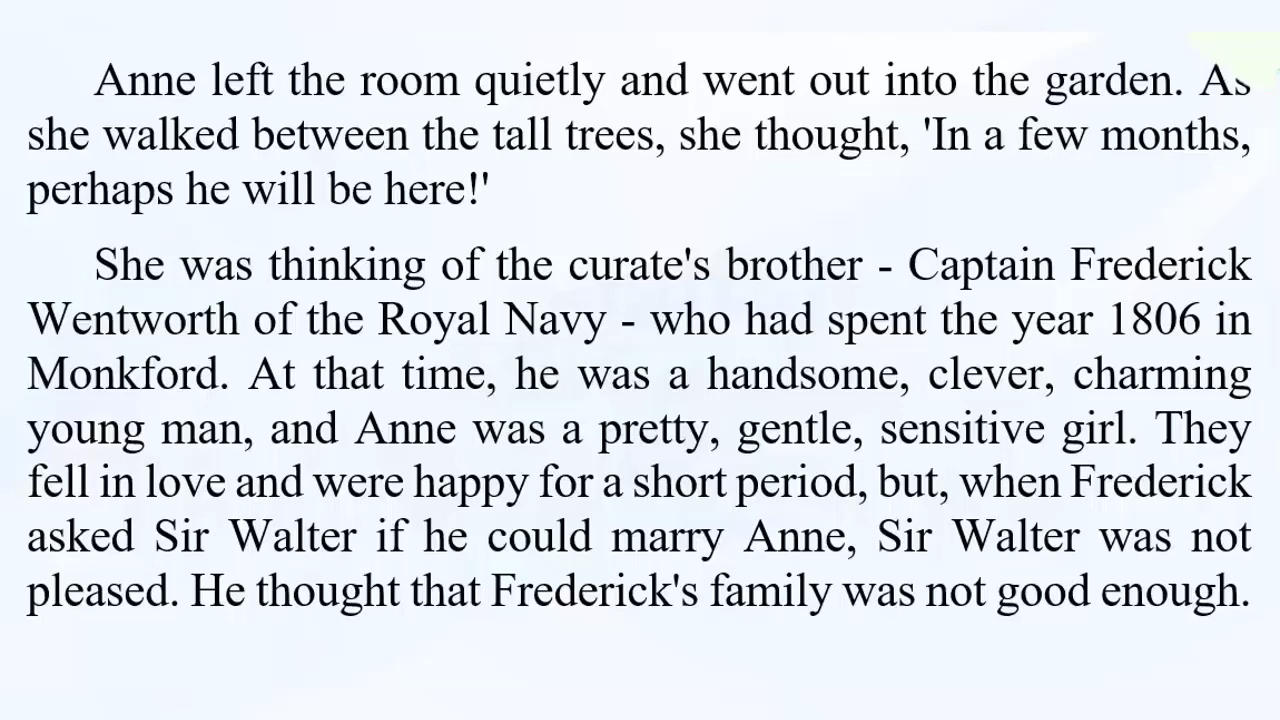 Anne left the room quietly and went out into the garden. As
she walked between the tall trees, she thought, 'In a few months,
perhaps he will be here!'
She was thinking of the curate's brother - Captain Frederick
Wentworth of the Royal Navy - who had spent the year 1806 in
Monkford. At that time, he was a handsome, clever, charming
young man, and Anne was a pretty, gentle, sensitive girl. They
fell in love and were happy for a short period, but, when Frederick
asked Sir Walter if he could marry Anne, Sir Walter was not
pleased. He thought that Frederick's family was not good enough.